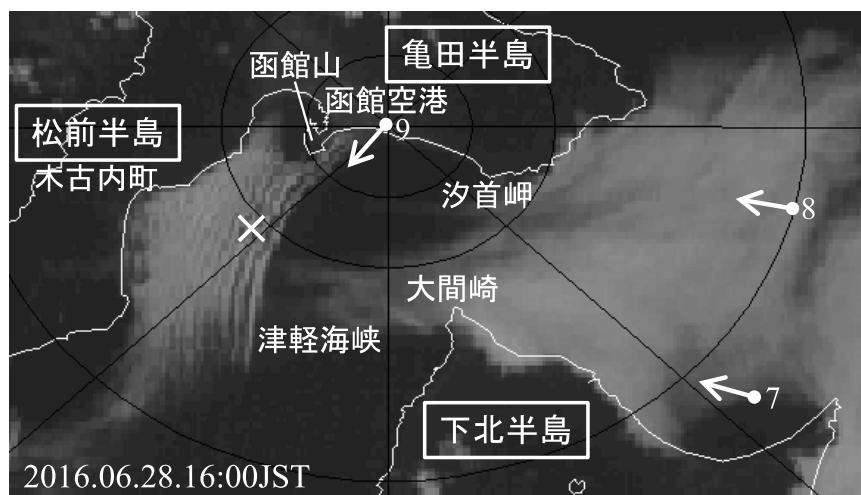 亀田半島
函館山
函館空港
9
松前半島
木古内町
汐首岬
8
大間崎
津軽海峡
7
下北半島
2016.06.28.16:00JST